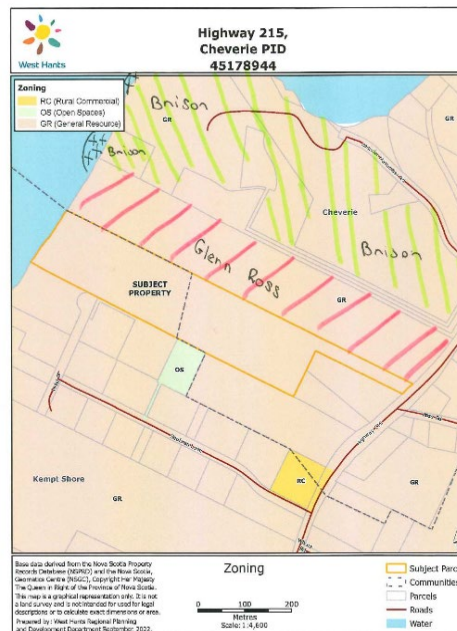 West Hants
Highway 215,
Cheverie PID
45178944
Zoning
RC (Rural Commercial)
OS (Open Spaces)
GR (General Resource)
Brison
GR
Brison
Cheverie
Brison
Glenn Ross
GR
SUBJECT
PROPERTY
OS
RC
GR
Kempt Shore
GR
Base data derived from the Nova Scotia Property
Records Database (NSPRD) and the Nova Scotia,
Geomatics Centre (NSGC), Copyright Her Majesty
The Queen in Right of the Province of Nova Scotia.
This map is a graphical representation only. It is not
a land survey and is not intended to be used for legal
descriptions or to calculate exact dimensions or area.
Prepared by: West Hants Regional Planning
and Development Department September 2022.
Zoning
0 100 200
Metres
Scale: 1:4,600
Subject Parc
Communities
Parcels
Roads
Water